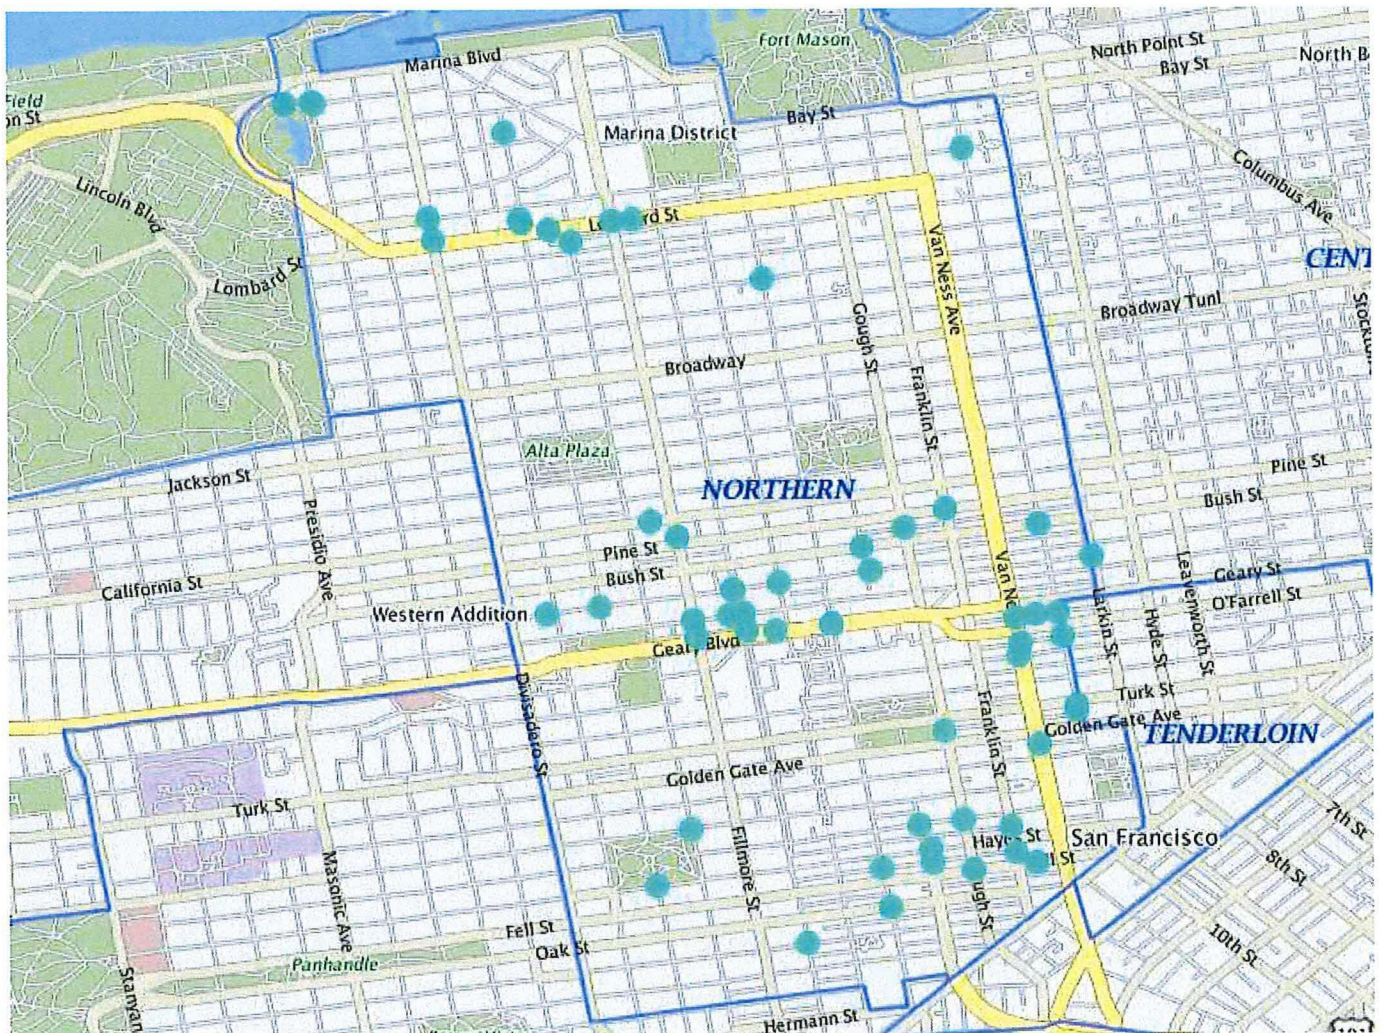 Fort Mason
North Point St
Bay St
North B
Marina Blvd
Field
on St
Bay St
Marina District
Columbus Ave
Lincoln Blvd
Lombard St
Van Ness Ave
CENT
Broadway Tunl
Stockton
Gough St
Broadway
Franklin St
Alta Plaza
Jackson St
Pine St
NORTHERN
Bush St
Presidio Ave
Pine St
Bush St
California St
Western Addition
Van Ne
Larkin St
Hyde St
Leavenworth St
Geary St
O'Farrell St
Geary Blvd
Divisadero St
Turk St
Franklin St
Golden Gate Ave
TENDERLOIN
Golden Gate Ave
Turk St
Hayes St
San Francisco
7th St
8th St
Fillmore St
Masonic Ave
ugh St
10th St
Fell St
Oak St
Panhandle
Stanyan
Hermann St
101